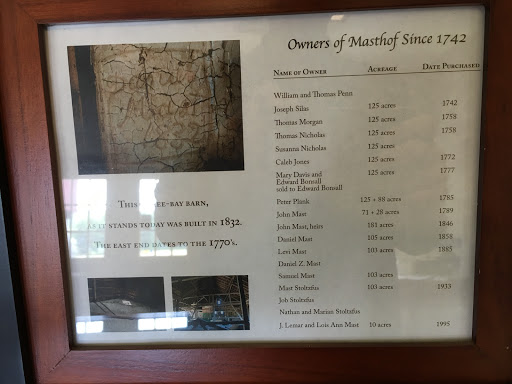 Owners of Masthof Since 1742
Name of Owner Acreage Date Purchased
William and Thomas Penn
Joseph Silas 125 acres 1742
Thomas Morgan 125 acres 1758
Thomas Nicholas 125 acres 1758
Susanna Nicholas 125 acres
Caleb Jones 125 acres 1772
Mary Davis and 125 acres 1777
Edward Bonsall
sold to Edward Bonsall
Peter Plank 125 + 88 acres 1785
John Mast 71 + 28 acres 1789
John Mast, heirs 181 acres 1846
Daniel Mast 105 acres 1858
Levi Mast 103 acres 1885
Daniel Z. Mast
Samuel Mast 103 acres
Mast Stoltzfus 103 acres 1933
Job Stoltzfus
Nathan and Marian Stoltzfus
J. Lemar and Lois Ann Mast 10 acres 1995
This -ee-bay barn,
as it stands today was built in 1832.
The east end dates to the 1770's.